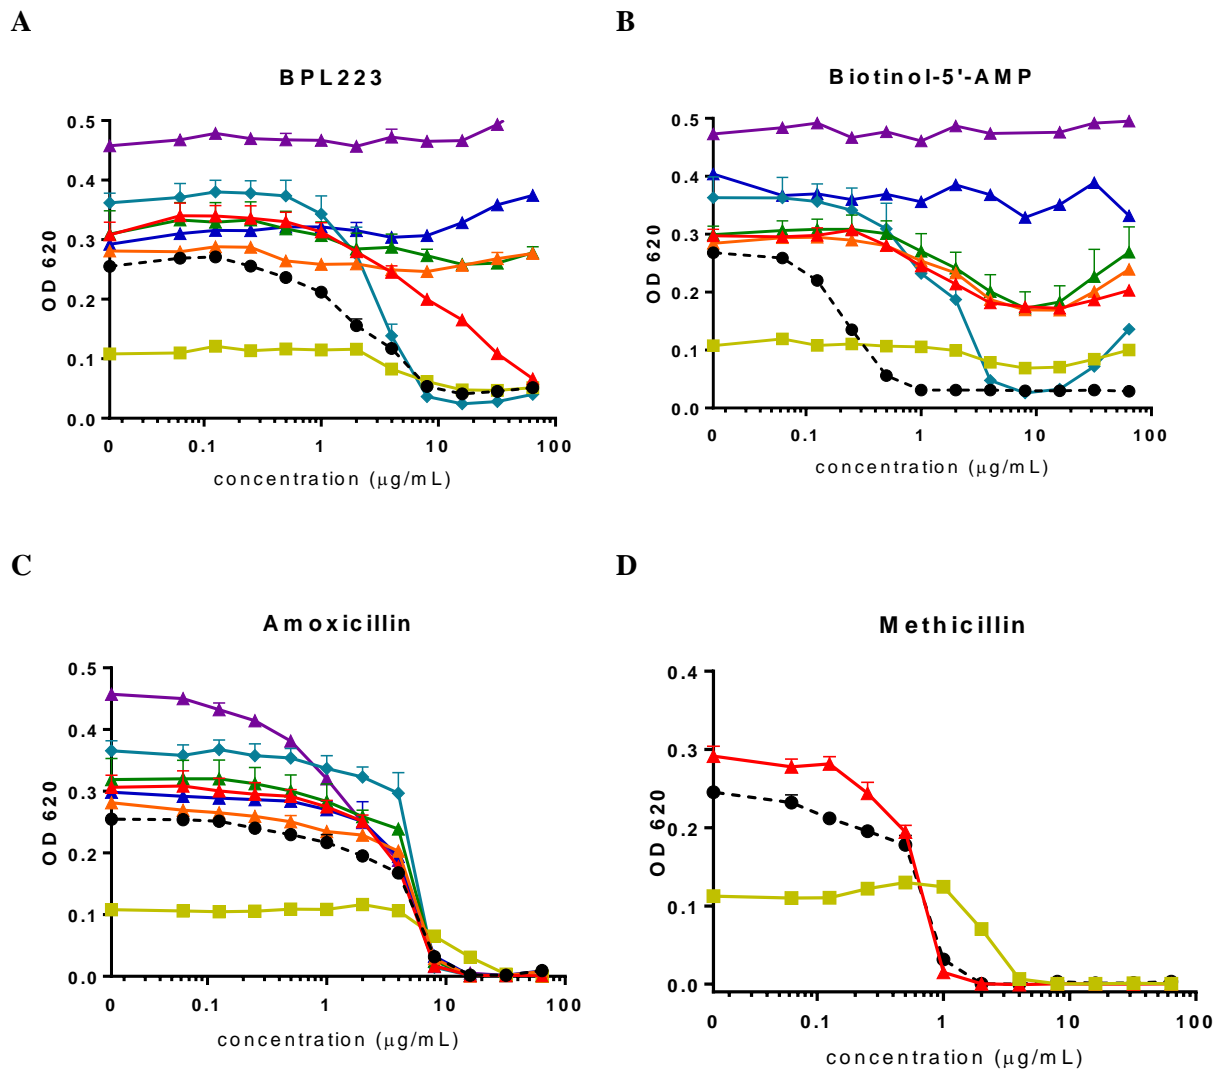 A
BPL223
OD 620
0.5
0.4
0.3
0.2
0.1
0.0
0 0.1 1 10 100
concentration (μg/mL)
B
Biotinol-5'-AMP
OD 620
0.5
0.4
0.3
0.2
0.1
0.0
0 0.1 1 10 100
concentration (μg/mL)
C
Amoxicillin
OD 620
0.5
0.4
0.3
0.2
0.1
0.0
0 0.1 1 10 100
concentration (μg/mL)
D
Methicillin
OD 620
0.4
0.3
0.2
0.1
0.0
0 0.1 1 10 100
concentration (μg/mL)